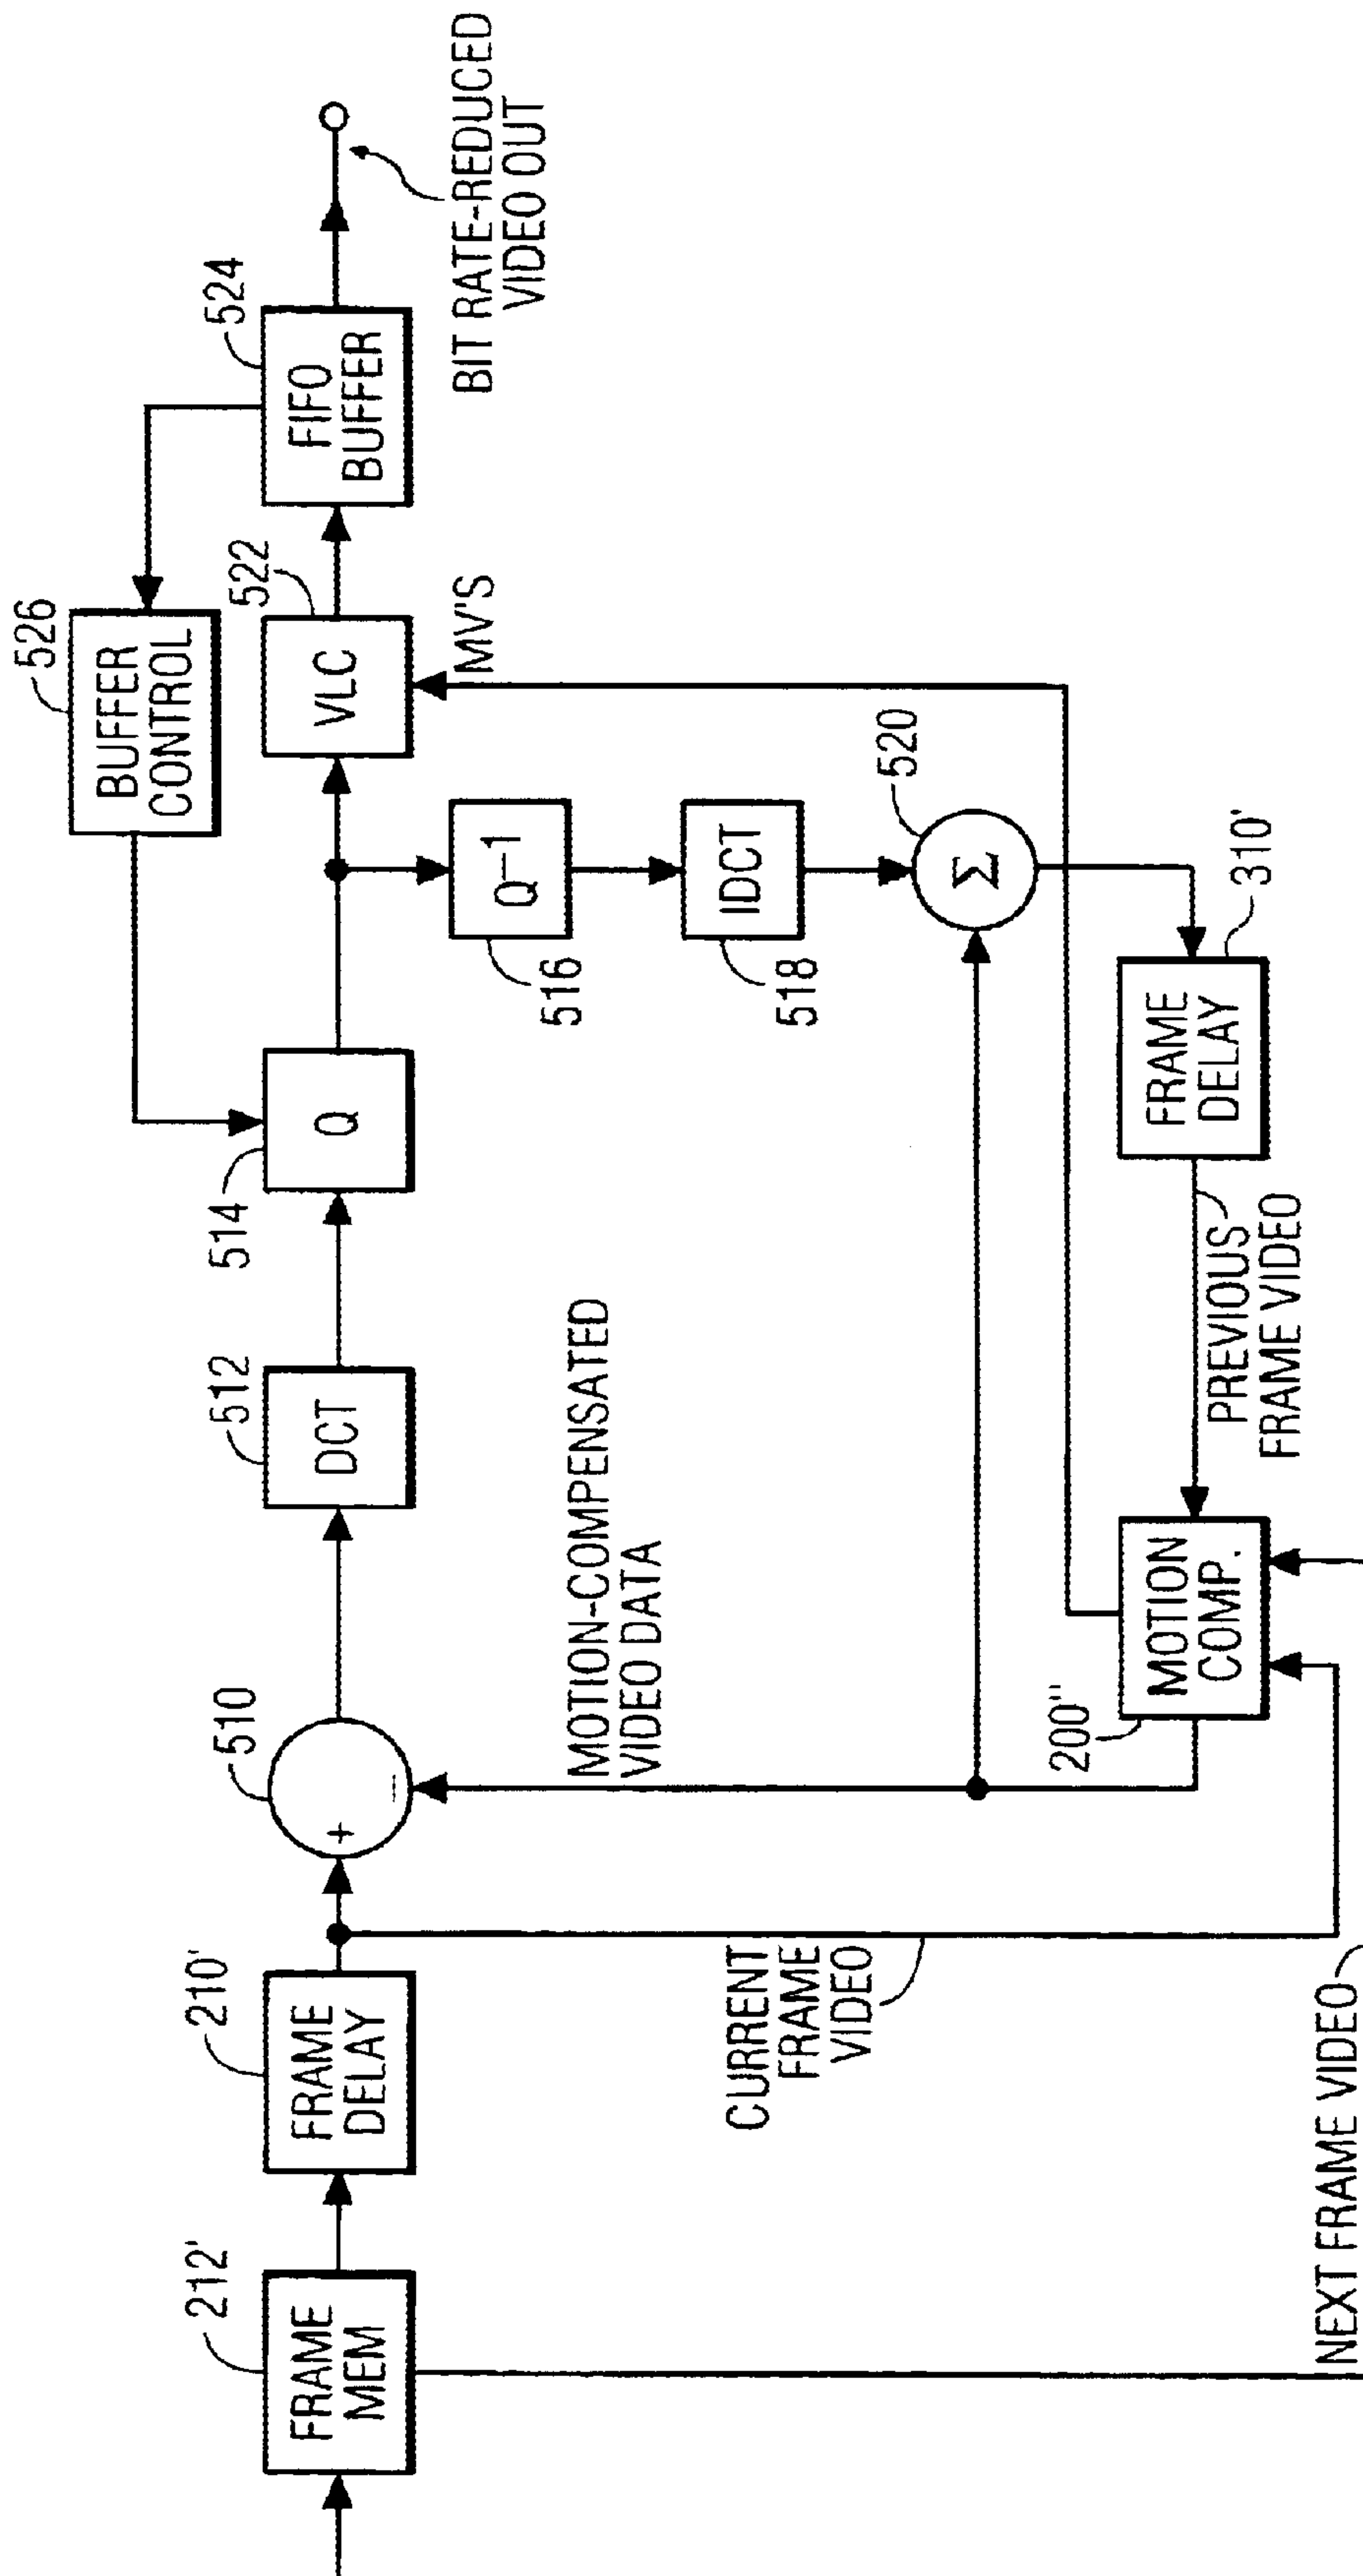 526
BUFFER
CONTROL
212'
FRAME
MEM
210'
FRAME
DELAY
510
+
−
512
DCT
514
Q
522
VLC
524
FIFO
BUFFER
BIT RATE-REDUCED
VIDEO OUT
MV'S
Q−1
516
IDCT
518
520
Σ
MOTION-COMPENSATED
VIDEO DATA
CURRENT
FRAME
VIDEO
200"
MOTION
COMP.
PREVIOUS
FRAME VIDEO
FRAME
DELAY
310'
NEXT FRAME VIDEO